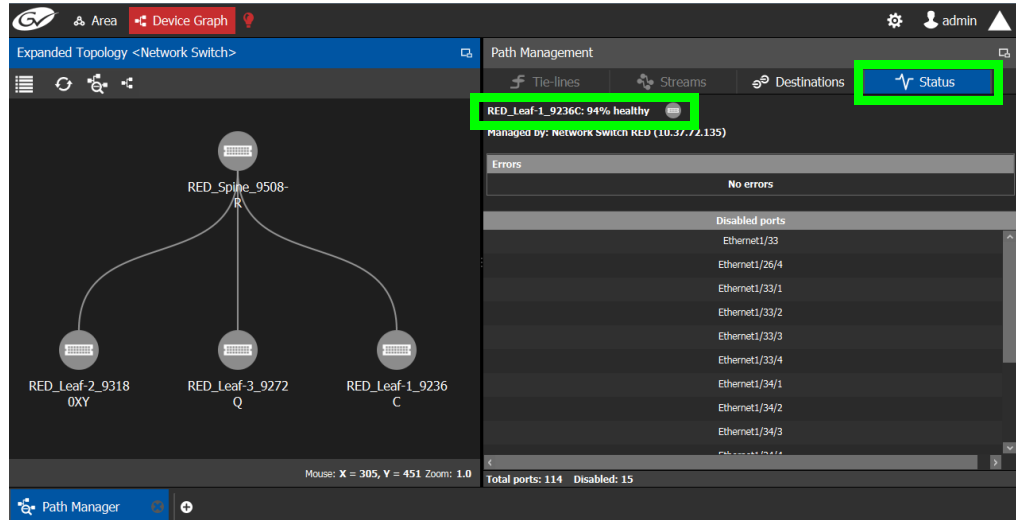 GV Area Device Graph admin
Expanded Topology <Network Switch>
Path Management
Tie-lines Streams Destinations Status
RED_Leaf-1_9236C: 94% healthy
Managed by: Network Switch RED (10.37.72.135)
Errors
No errors
Disabled ports
Ethernet1/33
Ethernet1/26/4
Ethernet1/33/1
Ethernet1/33/2
Ethernet1/33/3
Ethernet1/33/4
Ethernet1/34/1
Ethernet1/34/2
Ethernet1/34/3
Ethernet1/34/4
Total ports: 114 Disabled: 15
RED_Spine_9508-
R
RED_Leaf-2_9318
0XY
RED_Leaf-3_9272
Q
RED_Leaf-1_9236
C
Mouse: X = 305, Y = 451 Zoom: 1.0
Path Manager